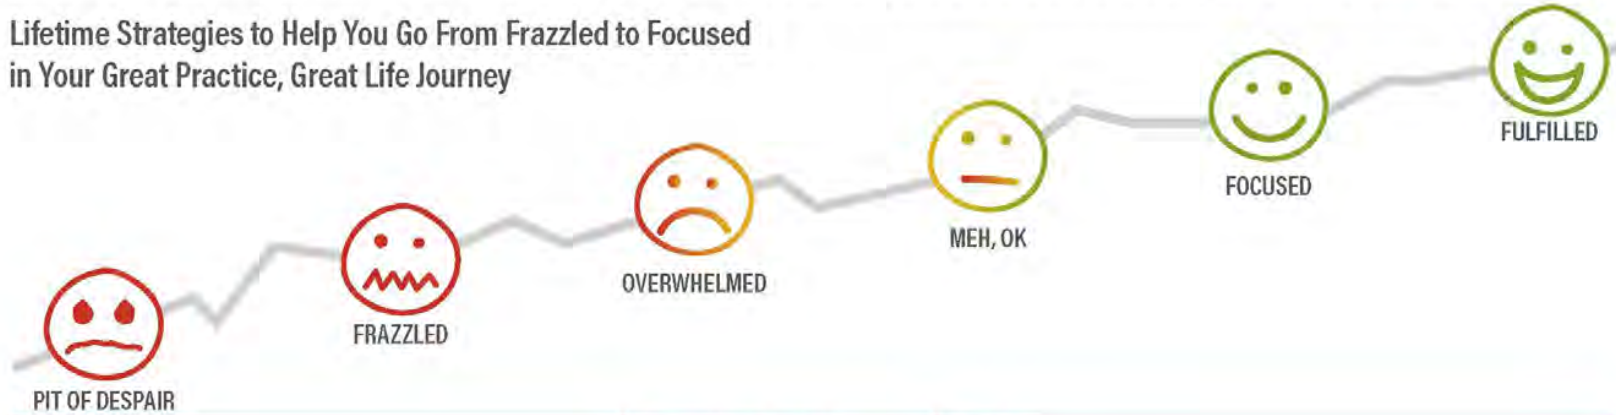 Lifetime Strategies to Help You Go From Frazzled to Focused
in Your Great Practice, Great Life Journey
PIT OF DESPAIR
FRAZZLED
OVERWHELMED
MEH, OK
FOCUSED
FULFILLED